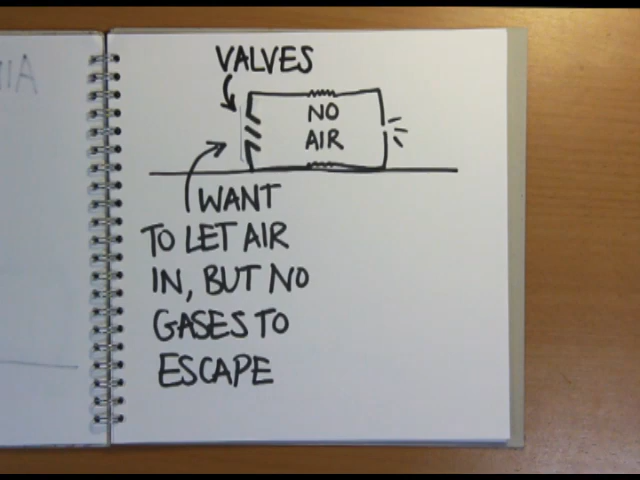 VALVES
NO
AIR
WANT
TO LET AIR
IN, BUT NO
GASES TO
ESCAPE